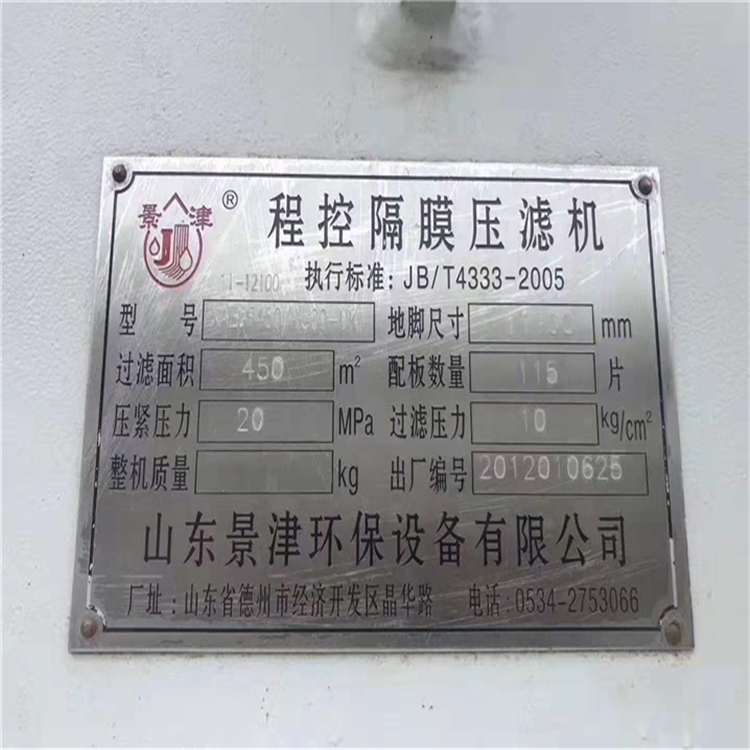 景津®
程控隔膜压滤机
执行标准：JB/T4333-2005
型号 地脚尺寸 mm
过滤面积 450 m² 配板数量 115 片
压紧压力 20 MPa 过滤压力 10 kg/cm²
整机质量 kg 出厂编号 2012010625
山东景津环保设备有限公司
厂址：山东省德州市经济开发区晶华路 电话：0534-2753066